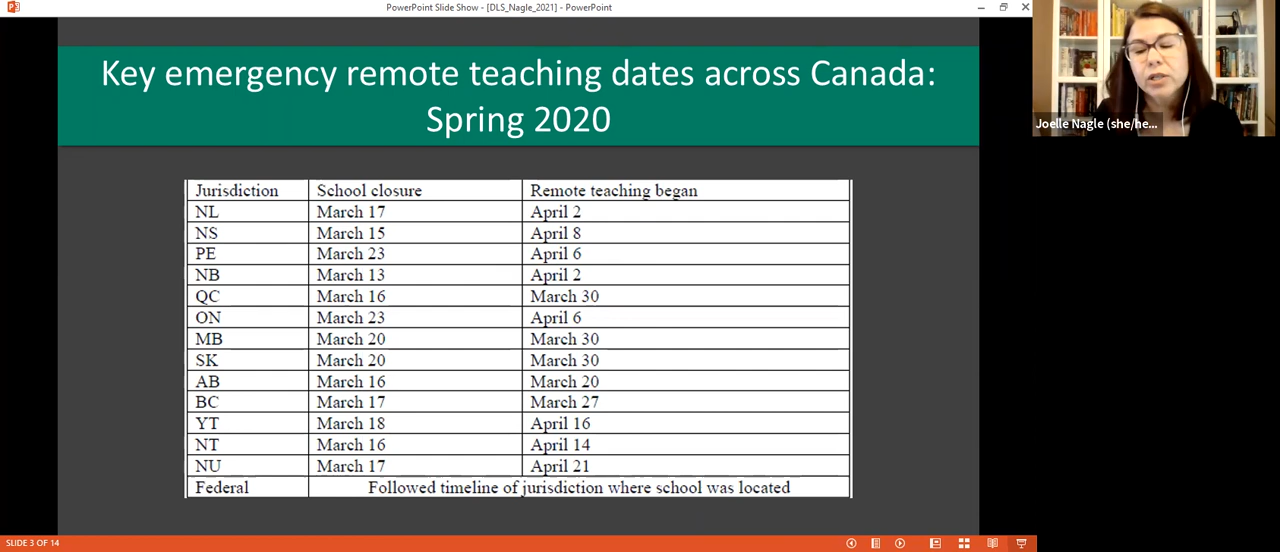 PowerPoint Slide Show - [DLS_Nagle_2021] - PowerPoint
Key emergency remote teaching dates across Canada:
Spring 2020
Jurisdiction School closure Remote teaching began
NL March 17 April 2
NS March 15 April 8
PE March 23 April 6
NB March 13 April 2
QC March 16 March 30
ON March 23 April 6
MB March 20 March 30
SK March 20 March 30
AB March 16 March 20
BC March 17 March 27
YT March 18 April 16
NT March 16 April 14
NU March 17 April 21
Federal Followed timeline of jurisdiction where school was located
Joelle Nagle (she/he...
SLIDE 3 OF 14